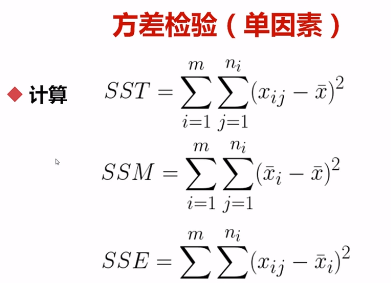 方差检验（单因素）
◆ 计算
SST = \sum_{i=1}^{m} \sum_{j=1}^{n_i} (x_{ij} - \bar{x})^2
SSM = \sum_{i=1}^{m} \sum_{j=1}^{n_i} (\bar{x}_i - \bar{x})^2
SSE = \sum^{m} \sum^{n_i} (x_{ij} - \bar{x}_i)^2